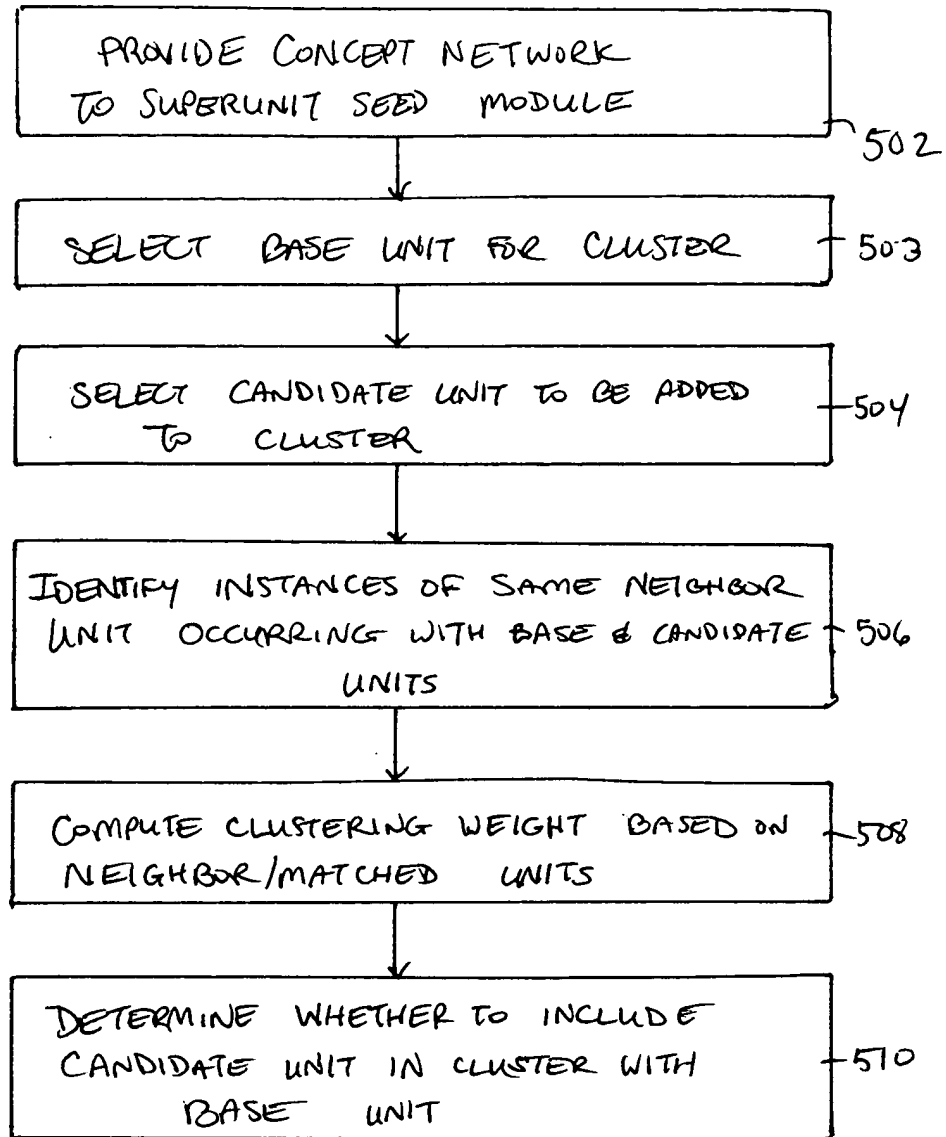 PROVIDE CONCEPT NETWORK
TO SUPERUNIT SEED MODULE
502
SELECT BASE UNIT FOR CLUSTER
503
SELECT CANDIDATE UNIT TO BE ADDED
TO CLUSTER
504
IDENTIFY INSTANCES OF SAME NEIGHBOR
UNIT OCCURRING WITH BASE & CANDIDATE
UNITS
506
COMPUTE CLUSTERING WEIGHT BASED ON
NEIGHBOR/MATCHED UNITS
508
DETERMINE WHETHER TO INCLUDE
CANDIDATE UNIT IN CLUSTER WITH
BASE UNIT
510